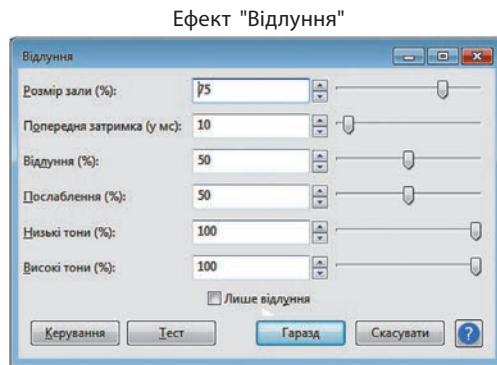 Ефект "Відлуння"
Відлуння
Розмір зали (%): 75
Попередня затримка (у мс): 10
Відлуння (%): 50
Послаблення (%): 50
Низькі тони (%): 100
Високі тони (%): 100
Лише відлуння
Керування Тест Гаразд Скасувати ?